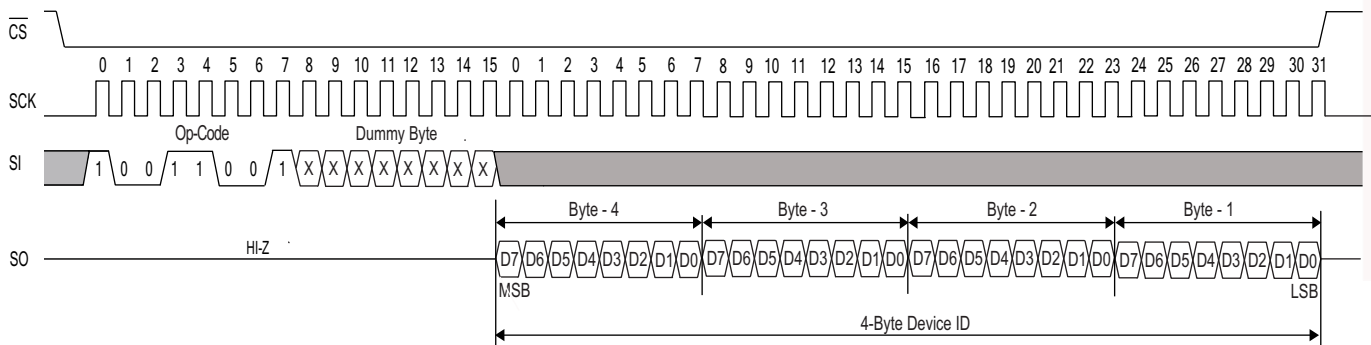 CS
0 1 2 3 4 5 6 7 8 9 10 11 12 13 14 15 0 1 2 3 4 5 6 7 8 9 10 11 12 13 14 15 16 17 18 19 20 21 22 23 24 25 26 27 28 29 30 31
SCK
Op-Code Dummy Byte
SI 1 0 0 1 1 0 0 1 X X X X X X X X
Byte - 4 Byte - 3 Byte - 2 Byte - 1
SO HI-Z D7 D6 D5 D4 D3 D2 D1 D0 D7 D6 D5 D4 D3 D2 D1 D0 D7 D6 D5 D4 D3 D2 D1 D0 D7 D6 D5 D4 D3 D2 D1 D0
MSB LSB
4-Byte Device ID